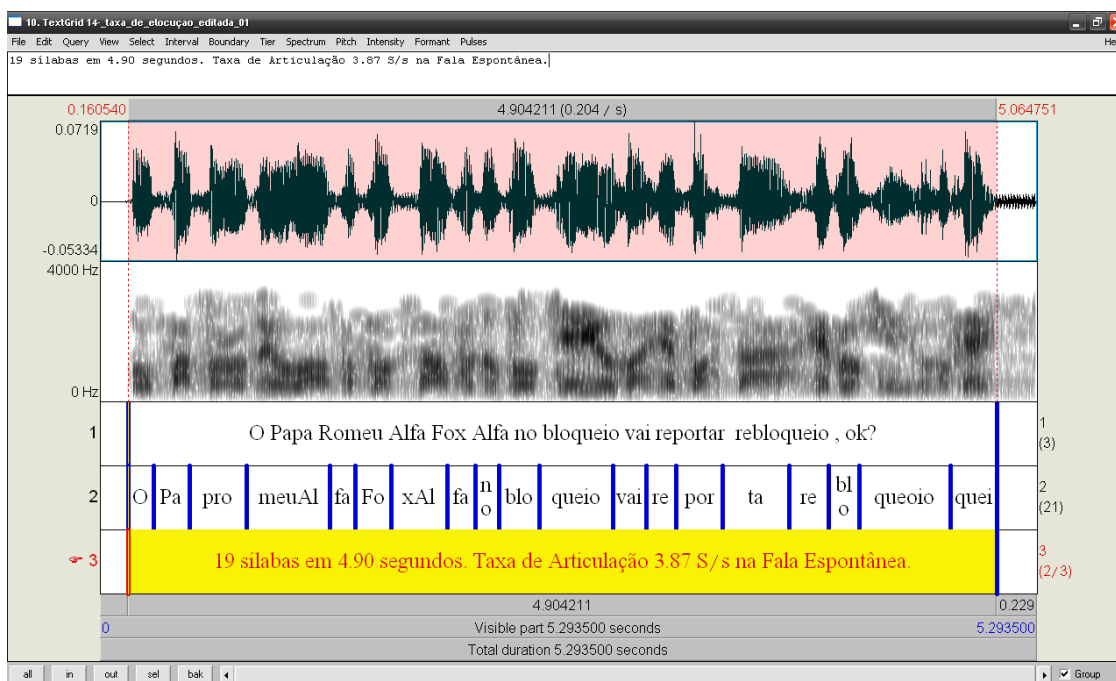 10. TextGrid 14-_taxa_de_elocuçao_editada_01
File Edit Query View Select Interval Boundary Tier Spectrum Pitch Intensity Formant Pulses He
19 sílabas em 4.90 segundos. Taxa de Articulação 3.87 S/s na Fala Espontânea.
0.160540 4.904211 (0.204 / s) 5.064751
0.0719
0
-0.05334
4000 Hz
0 Hz
1 O Papa Romeu Alfa Fox Alfa no bloqueio vai reportar rebloqueio , ok? 1
(3)
2 O Pa pro meuAl fa Fo xAl fa no blo queio vai re por ta re blo queoio quei 2
(21)
3 19 sílabas em 4.90 segundos. Taxa de Articulação 3.87 S/s na Fala Espontânea. 3
(2/3)
4.904211 0.229
0 Visible part 5.293500 seconds 5.293500
Total duration 5.293500 seconds
all in out sel bak Group